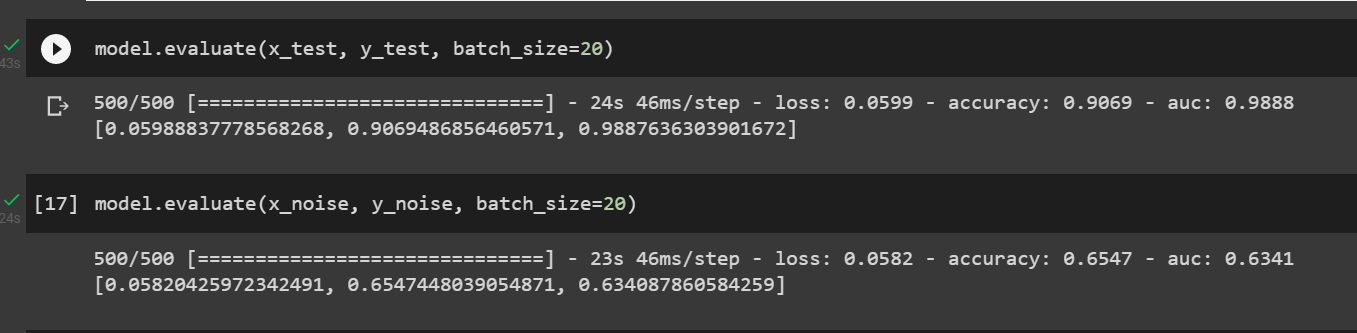 model.evaluate(x_test, y_test, batch_size=20)
43s
500/500 [==============================] - 24s 46ms/step - loss: 0.0599 - accuracy: 0.9069 - auc: 0.9888
[0.05988837778568268, 0.9069486856460571, 0.9887636303901672]
[17] model.evaluate(x_noise, y_noise, batch_size=20)
24s
500/500 [==============================] - 23s 46ms/step - loss: 0.0582 - accuracy: 0.6547 - auc: 0.6341
[0.05820425972342491, 0.6547448039054871, 0.634087860584259]